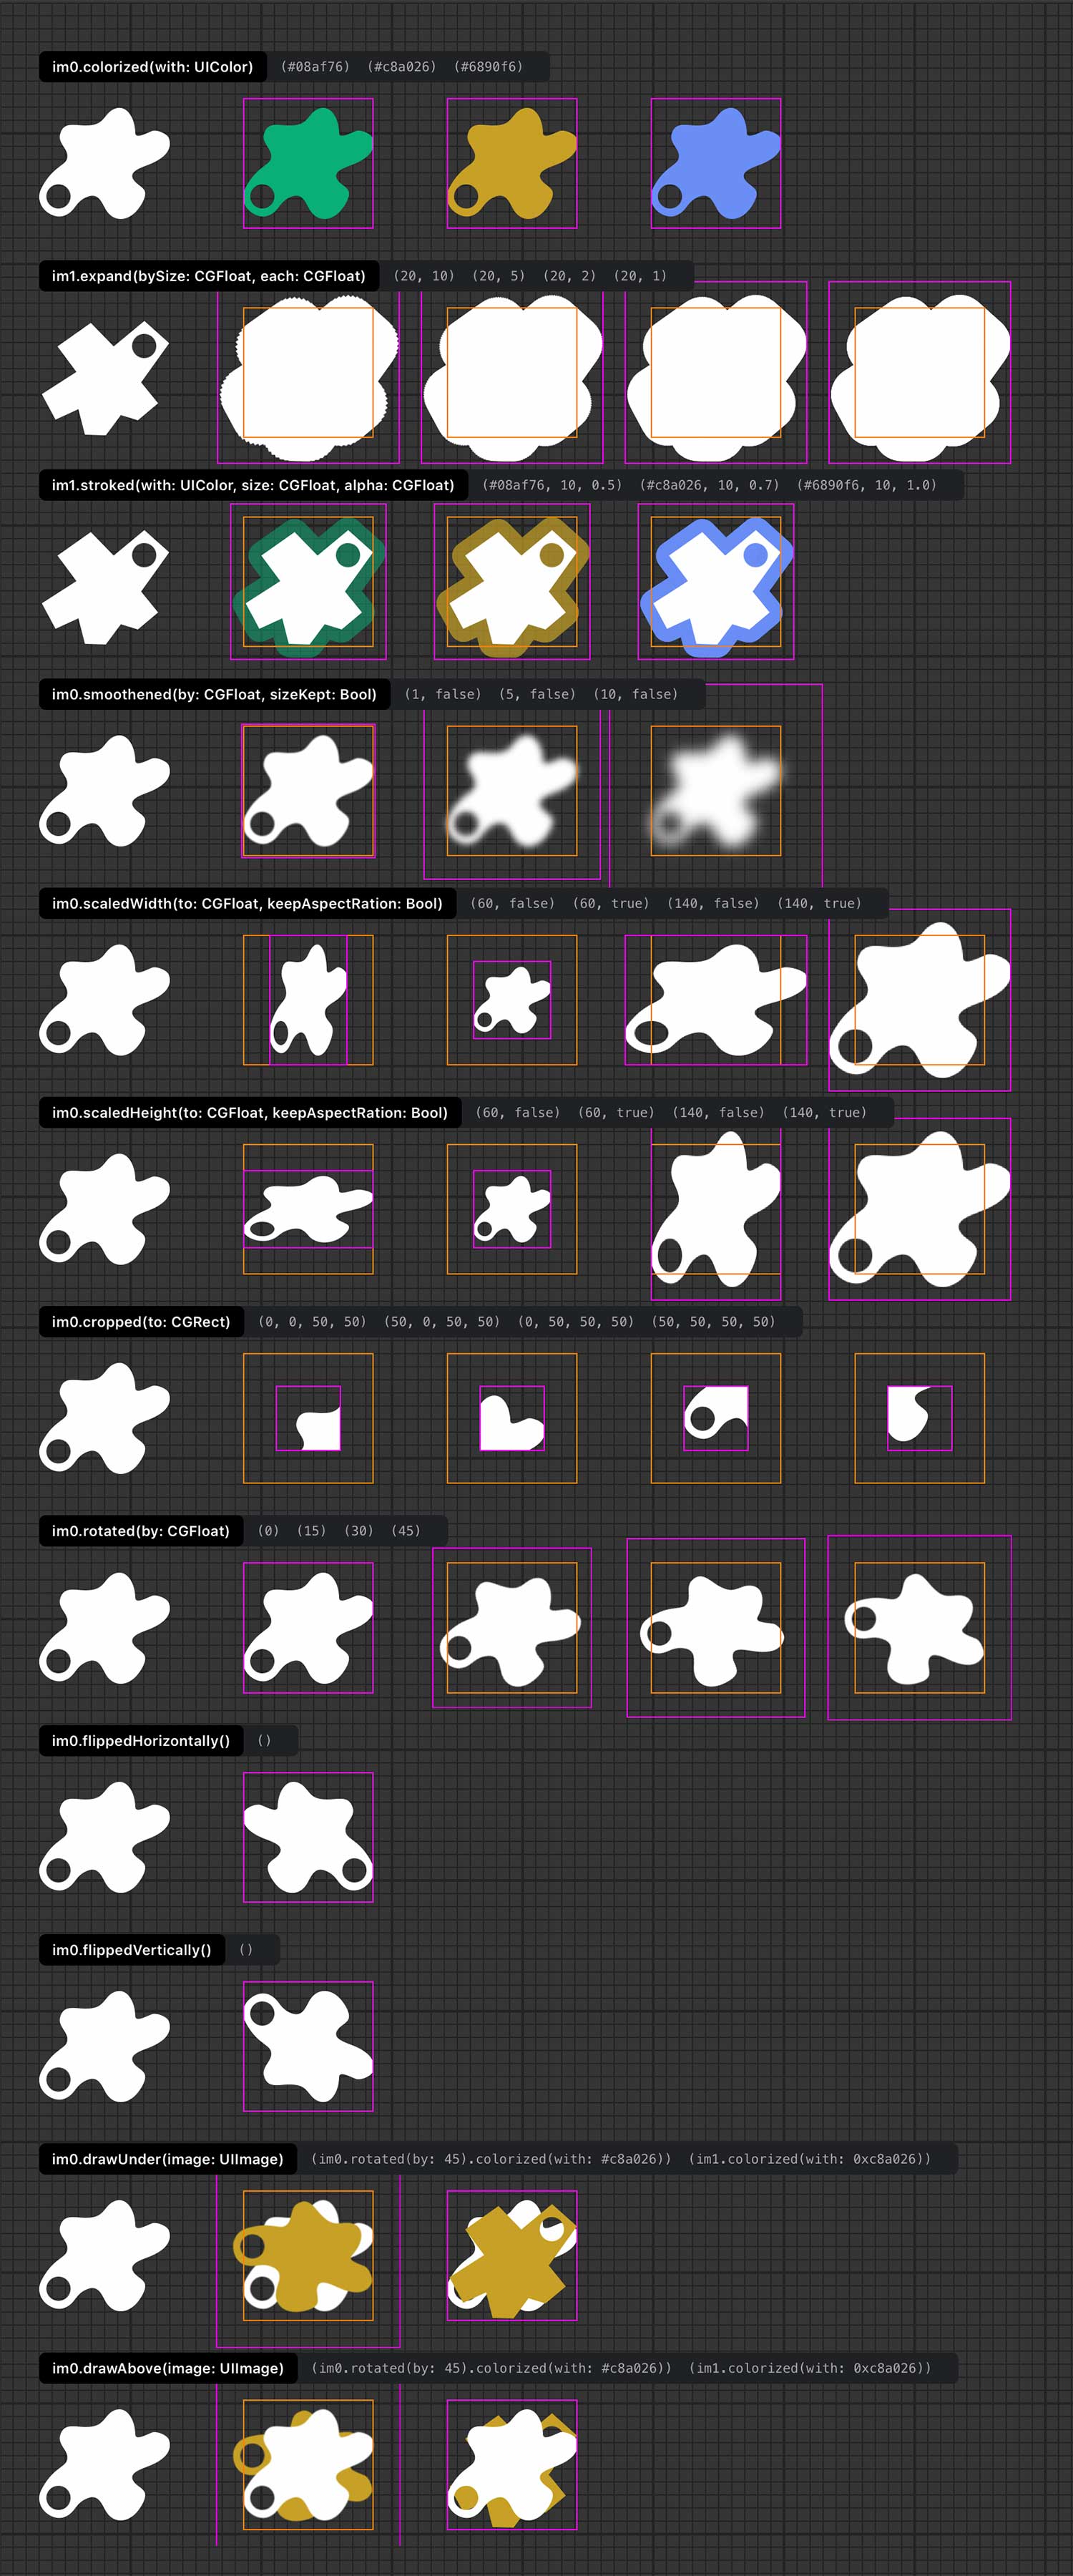 im0.colorized(with: UIColor) (#08af76) (#c8a026) (#6890f6)
im1.expand(bySize: CGFloat, each: CGFloat) (20, 10) (20, 5) (20, 2) (20, 1)
im1.stroked(with: UIColor, size: CGFloat, alpha: CGFloat) (#08af76, 10, 0.5) (#c8a026, 10, 0.7) (#6890f6, 10, 1.0)
im0.smoothened(by: CGFloat, sizeKept: Bool) (1, false) (5, false) (10, false)
im0.scaledWidth(to: CGFloat, keepAspectRation: Bool) (60, false) (60, true) (140, false) (140, true)
im0.scaledHeight(to: CGFloat, keepAspectRation: Bool) (60, false) (60, true) (140, false) (140, true)
im0.cropped(to: CGRect) (0, 0, 50, 50) (50, 0, 50, 50) (0, 50, 50, 50) (50, 50, 50, 50)
im0.rotated(by: CGFloat) (0) (15) (30) (45)
im0.flippedHorizontally() ()
im0.flippedVertically() ()
im0.drawUnder(image: UIImage) (im0.rotated(by: 45).colorized(with: #c8a026)) (im1.colorized(with: 0xc8a026))
im0.drawAbove(image: UIImage) (im0.rotated(by: 45).colorized(with: #c8a026)) (im1.colorized(with: 0xc8a026))